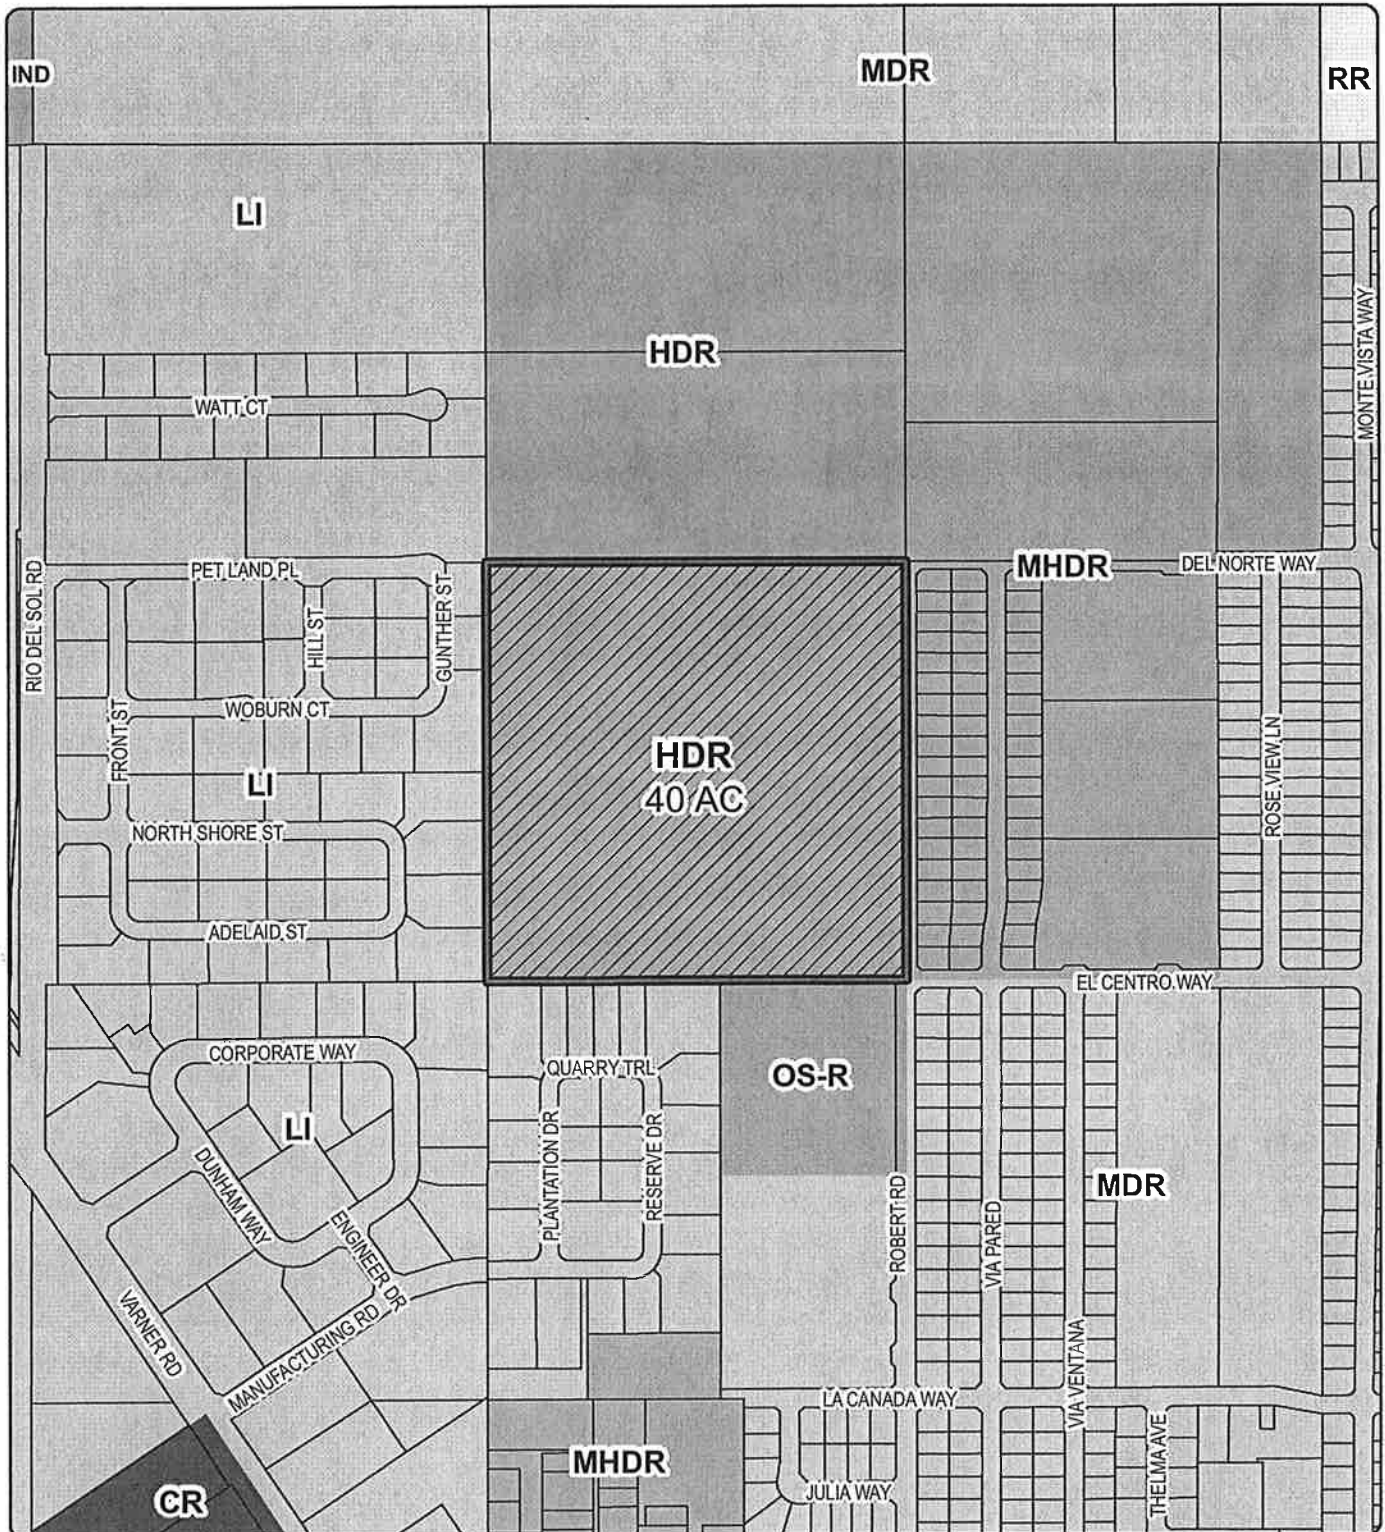 IND
MDR
RR
LI
HDR
MONTE VISTA WAY
WATT CT
PET LAND PL
MHDR
DEL NORTE WAY
RIO DEL SOL RD
HILL ST
GUNTHER ST
WOBURN CT
FRONT ST
HDR
40 AC
LI
ROSE VIEW LN
NORTH SHORE ST
ADELAID ST
EL CENTRO WAY
CORPORATE WAY
QUARRY TRL
OS-R
LI
PLANTATION DR
RESERVE DR
DUNHAM WAY
ENGINEER DR
ROBERT RD
VIA PARED
MDR
VARNER RD
MANUFACTURING RD
VIA VENTANA
LA CANADA WAY
THELMA AVE
MHDR
JULIA WAY
CR